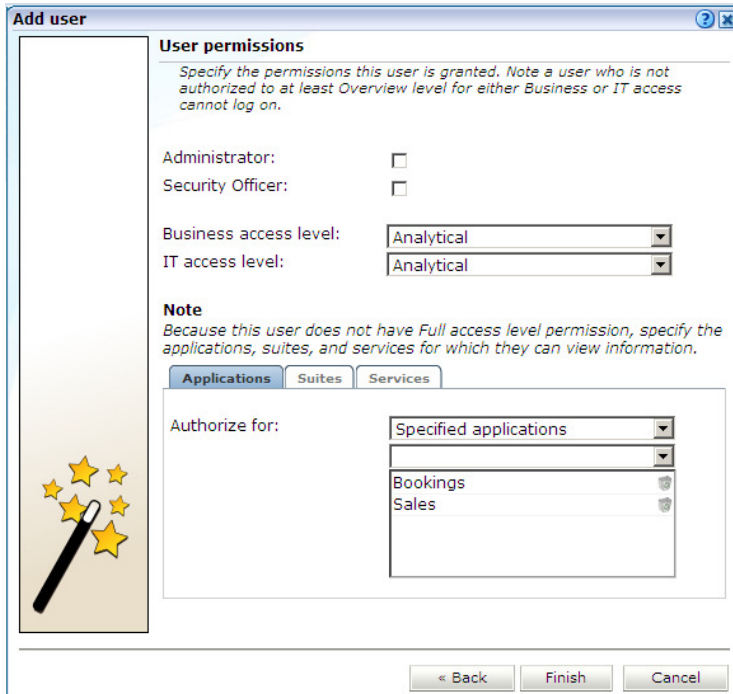 Add user
?
User permissions
Specify the permissions this user is granted. Note a user who is not
authorized to at least Overview level for either Business or IT access
cannot log on.
Administrator:
Security Officer:
Business access level: Analytical
IT access level: Analytical
Note
Because this user does not have Full access level permission, specify the
applications, suites, and services for which they can view information.
Applications Suites Services
Authorize for: Specified applications
Bookings
Sales
« Back Finish Cancel